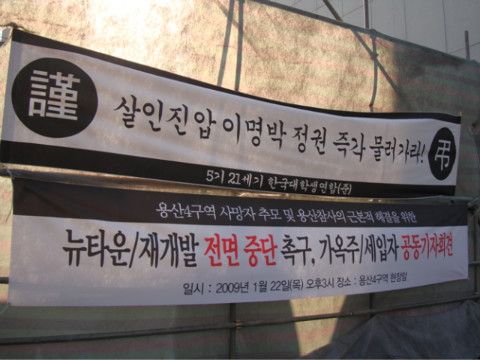 謹 살인진압 이명박 정권 즉각 물러가라! 弔
5기 21세기 한국대학생연합(준)
용산4구역 사망자 추모 및 용산참사의 근본적 해결을 위한
뉴타운/재개발 전면 중단 촉구, 가옥주/세입자 공동기자회견
일시 : 2009년 1월 22일(목) 오후3시 장소 : 용산4구역 현장앞